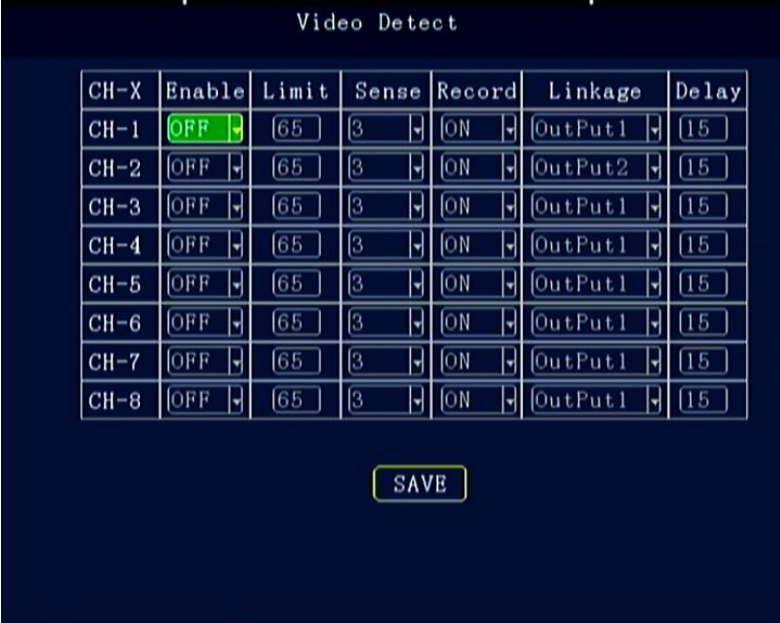 Video Detect
CH-X Enable Limit Sense Record Linkage Delay
CH-1 OFF 65 3 ON OutPut1 15
CH-2 OFF 65 3 ON OutPut2 15
CH-3 OFF 65 3 ON OutPut1 15
CH-4 OFF 65 3 ON OutPut1 15
CH-5 OFF 65 3 ON OutPut1 15
CH-6 OFF 65 3 ON OutPut1 15
CH-7 OFF 65 3 ON OutPut1 15
CH-8 OFF 65 3 ON OutPut1 15
SAVE